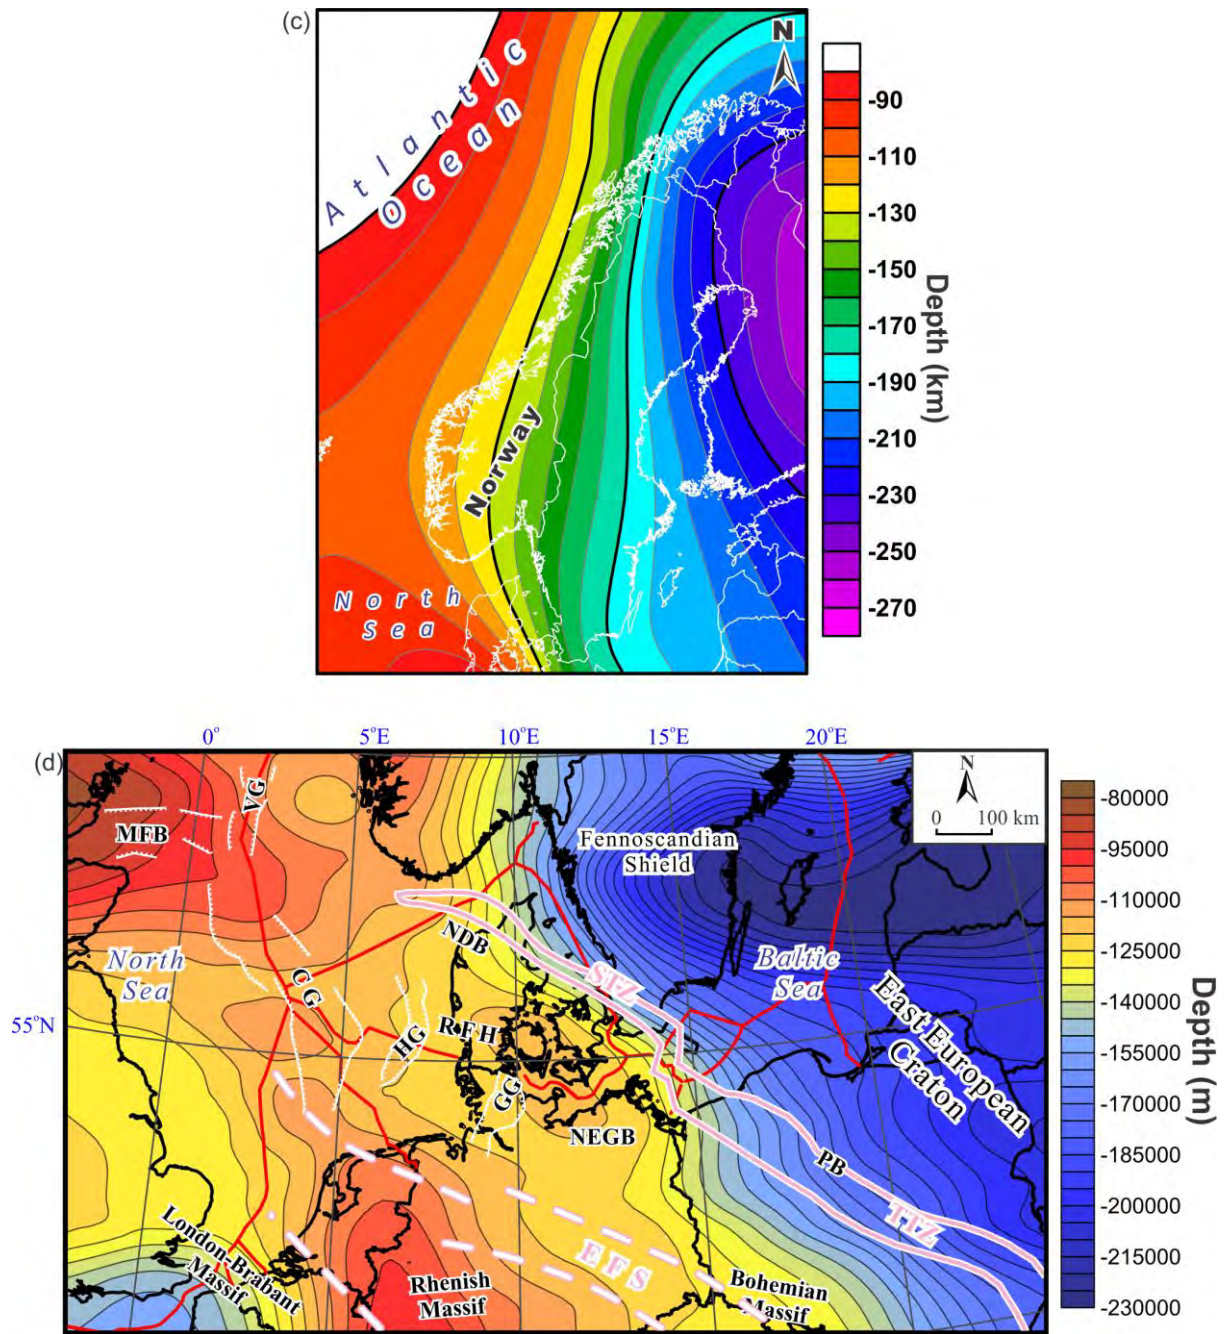 (c)
N
Atlantic
Ocean
Norway
North
Sea
-90
-110
-130
-150
-170
-190
-210
-230
-250
-270
Depth (km)
(d)
0°
5°E
10°E
15°E
20°E
N
0 100 km
VG
MFB
Fennoscandian
Shield
NDB
North
Sea
CG
STZ
Baltic
Sea
East European
Craton
55°N
RFH
HG
GG
NEGB
PB
TTZ
EFS
London-Brabant
Massif
Rhenish
Massif
Bohemian
Massif
-80000
-95000
-110000
-125000
-140000
-155000
-170000
-185000
-200000
-215000
-230000
Depth (m)